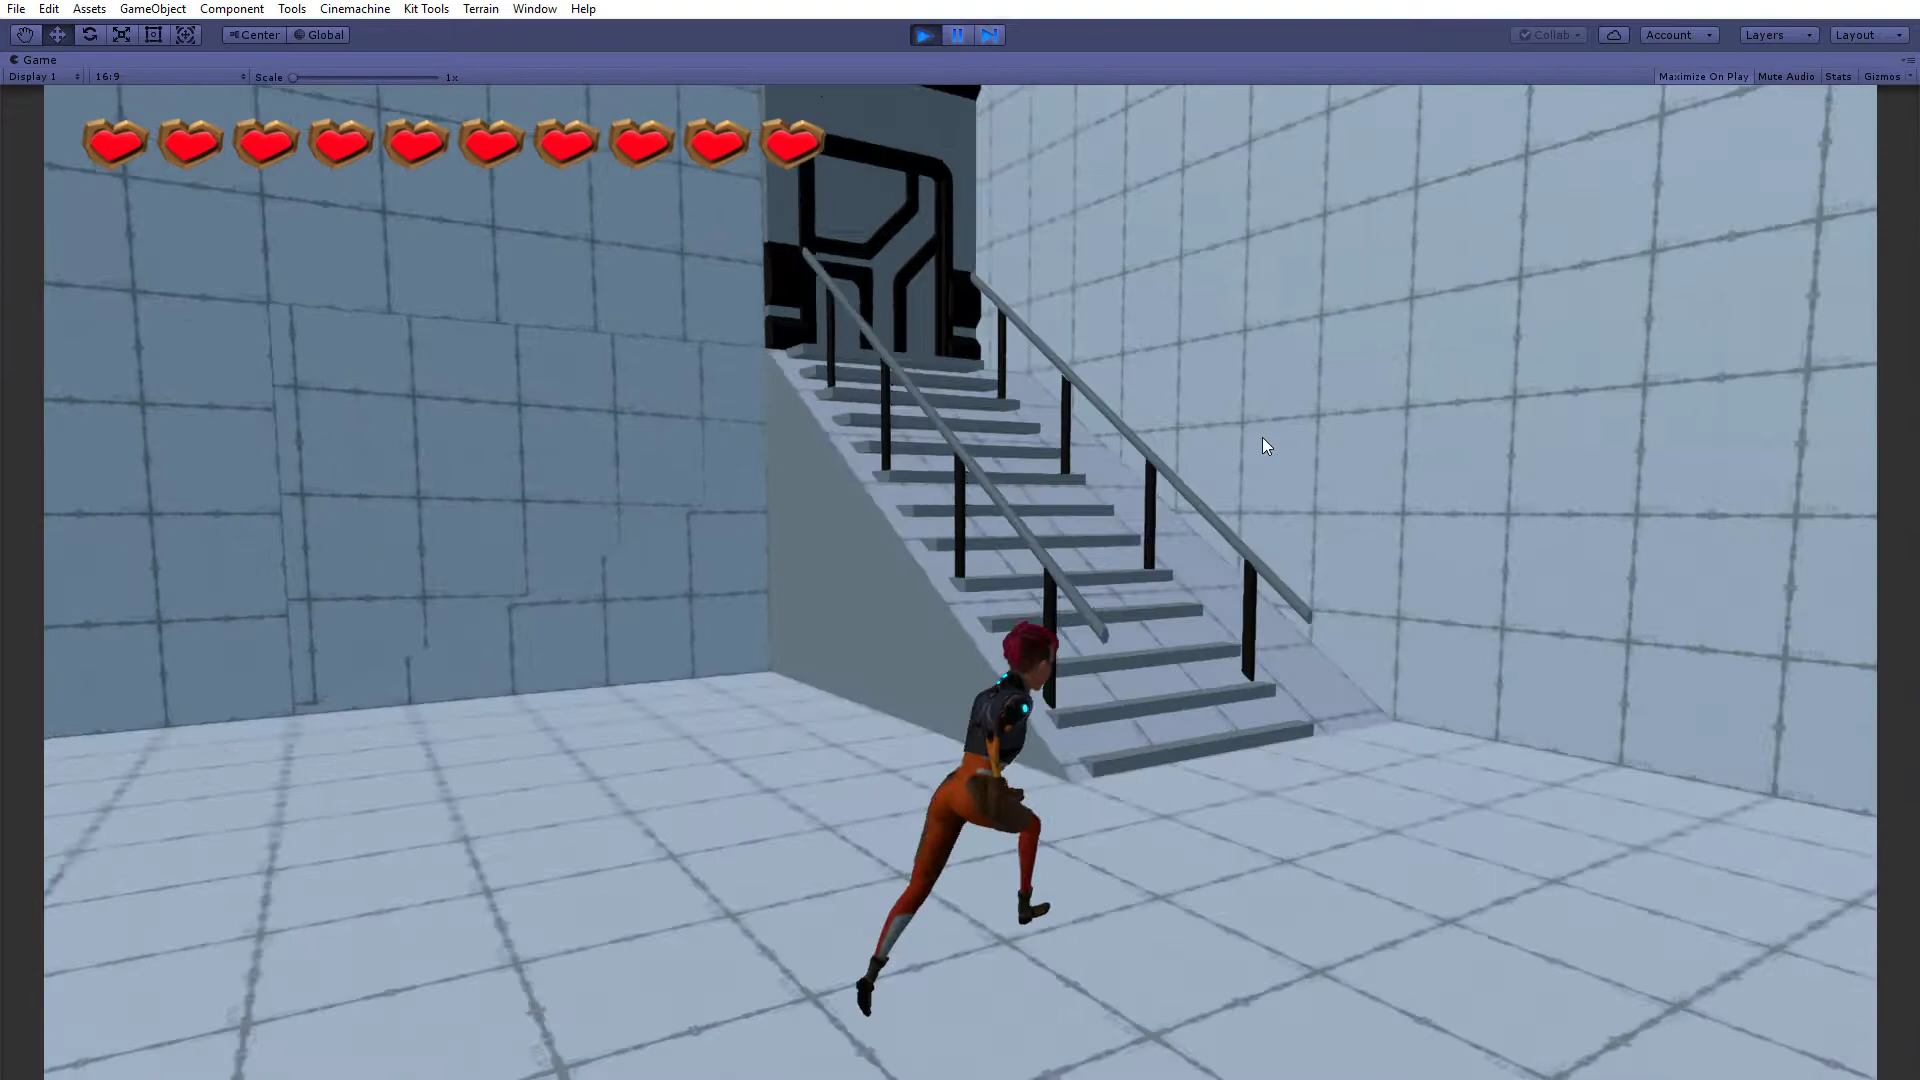 File Edit Assets GameObject Component Tools Cinemachine Kit Tools Terrain Window Help
Center Global Collab Account Layers Layout
Game
Display 1 16:9 Scale 1x Maximize On Play Mute Audio Stats Gizmos